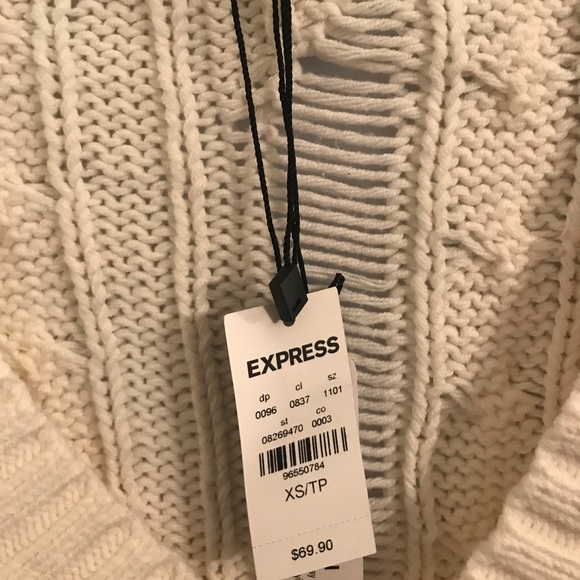 EXPRESS
dp cl sz
0096 0837 1101
st co
08269470 0003
96550784
XS/TP
$69.90